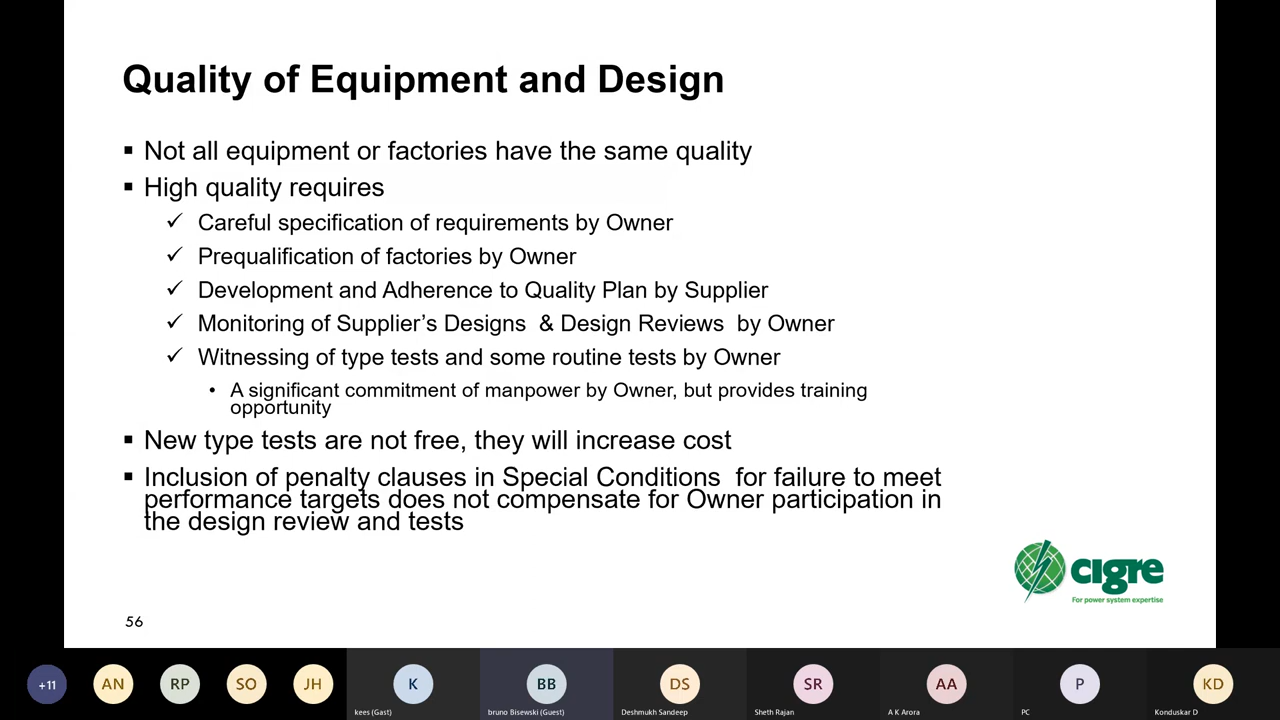 Quality of Equipment and Design
▪ Not all equipment or factories have the same quality
▪ High quality requires
✓ Careful specification of requirements by Owner
✓ Prequalification of factories by Owner
✓ Development and Adherence to Quality Plan by Supplier
✓ Monitoring of Supplier’s Designs & Design Reviews by Owner
✓ Witnessing of type tests and some routine tests by Owner
• A significant commitment of manpower by Owner, but provides training
opportunity
▪ New type tests are not free, they will increase cost
▪ Inclusion of penalty clauses in Special Conditions for failure to meet
performance targets does not compensate for Owner participation in
the design review and tests
cigre
For power system expertise
56
+11 AN RP SO JH K BB DS SR AA P KD
kees (Gast) bruno Bisewski (Guest) Deshmukh Sandeep Sheth Rajan A K Arora PC Konduskar D